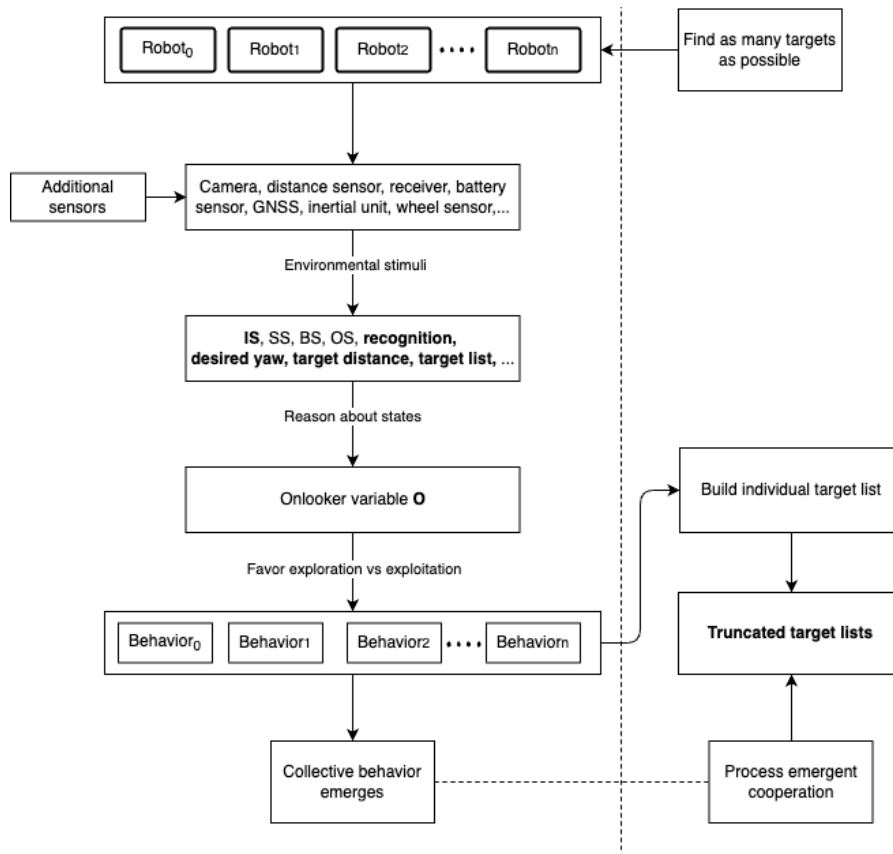 Robot0 Robot1 Robot2 .... Robotn
Find as many targets
as possible
Additional
sensors
Camera, distance sensor, receiver, battery
sensor, GNSS, inertial unit, wheel sensor,...
Environmental stimuli
IS, SS, BS, OS, recognition,
desired yaw, target distance, target list, ...
Reason about states
Onlooker variable O
Build individual target list
Favor exploration vs exploitation
Behavior0 Behavior1 Behavior2 .... Behaviorn
Truncated target lists
Collective behavior
emerges
Process emergent
cooperation